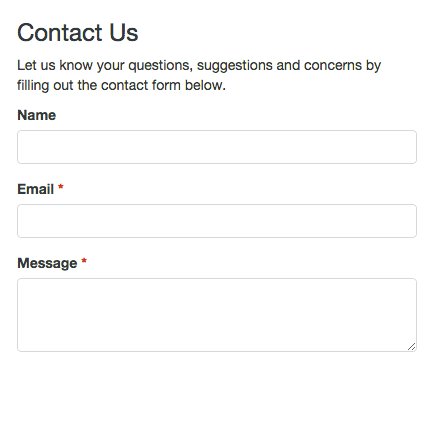 Contact Us
Let us know your questions, suggestions and concerns by
filling out the contact form below.
Name
Email *
Message *